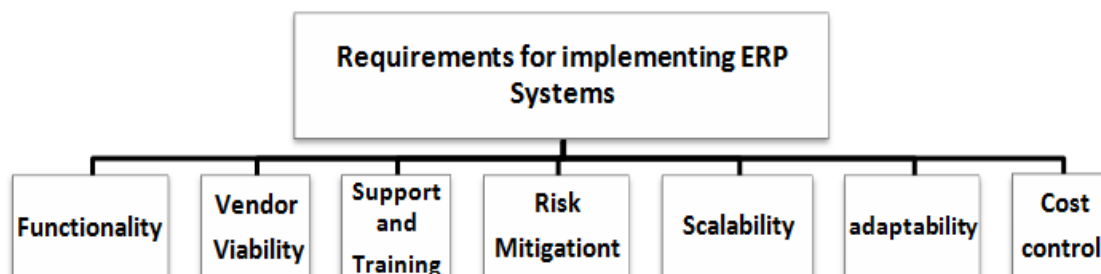 Requirements for implementing ERP
Systems
Functionality
Vendor
Viability
Support
and
Training
Risk
Mitigationt
Scalability
adaptability
Cost
control